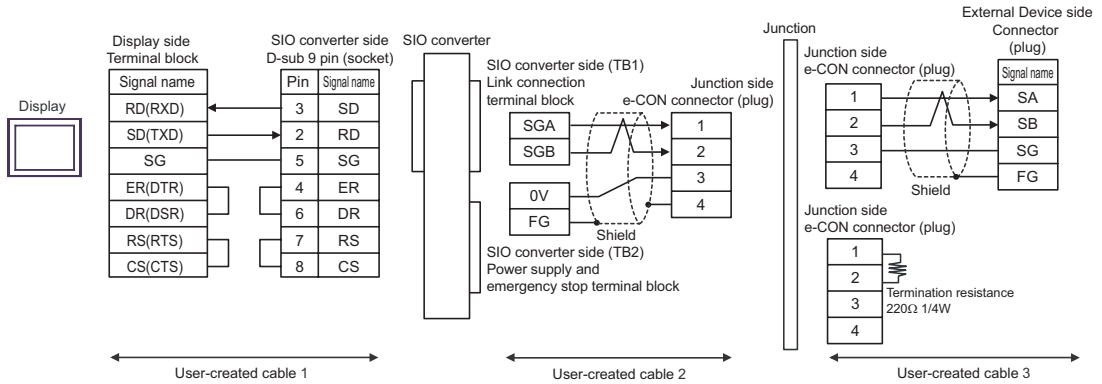 Display
Display side
Terminal block
Signal name
RD(RXD)
SD(TXD)
SG
ER(DTR)
DR(DSR)
RS(RTS)
CS(CTS)
SIO converter side
D-sub 9 pin (socket)
Pin Signal name
3 SD
2 RD
5 SG
4 ER
6 DR
7 RS
8 CS
User-created cable 1
SIO converter
SIO converter side (TB1)
Link connection
terminal block
SGA
SGB
0V
FG
Shield
SIO converter side (TB2)
Power supply and
emergency stop terminal block
Junction side
e-CON connector (plug)
1
2
3
4
User-created cable 2
Junction
Junction side
e-CON connector (plug)
1
2
3
4
Shield
External Device side
Connector
(plug)
Signal name
SA
SB
SG
FG
Junction side
e-CON connector (plug)
1
2
3
4
Termination resistance
220Ω 1/4W
User-created cable 3